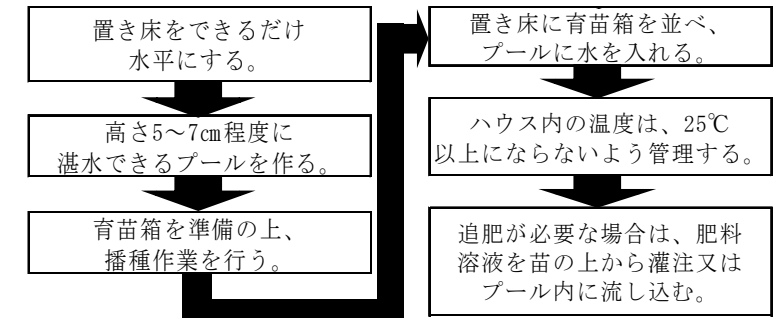 置き床をできるだけ
水平にする。
高さ5～7㎝程度に
湛水できるプールを作る。
育苗箱を準備の上、
播種作業を行う。
置き床に育苗箱を並べ、
プールに水を入れる。
ハウス内の温度は、25℃
以上にならないよう管理する。
追肥が必要な場合は、肥料
溶液を苗の上から灌注又は
プール内に流し込む。